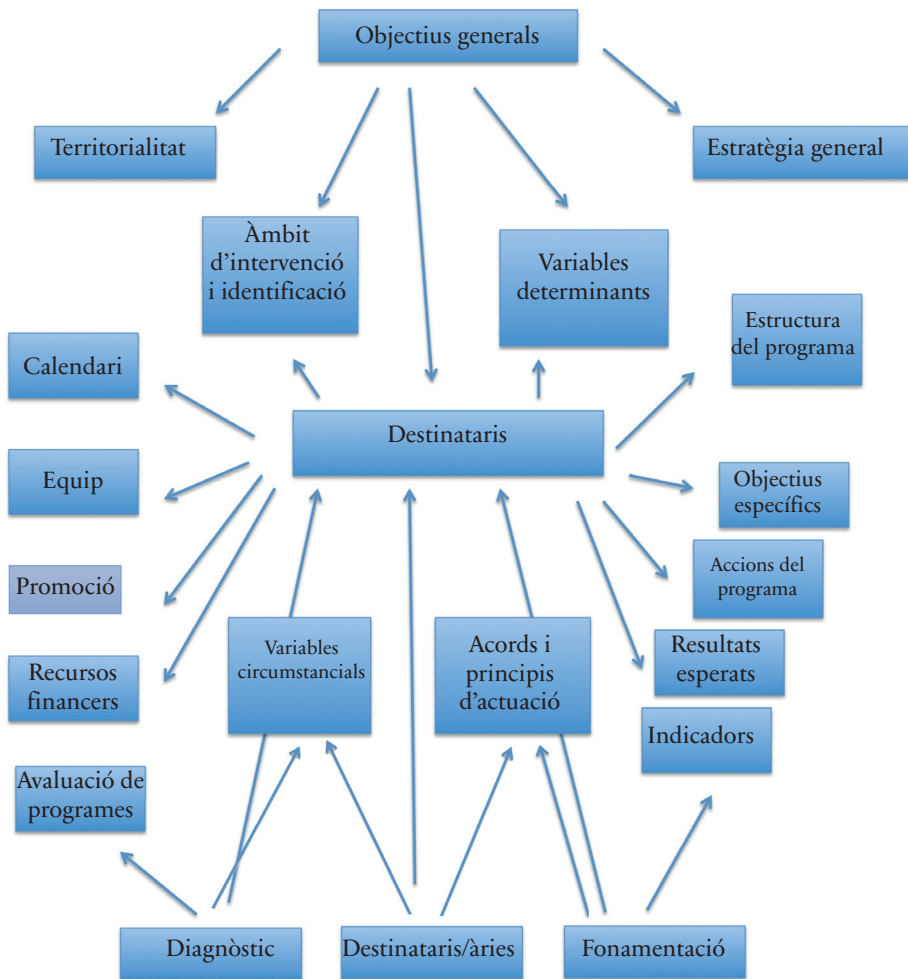 Objectius generals
Territorialitat
Estratègia general
Àmbit
d’intervenció
i identificació
Variables
determinants
Estructura
del programa
Calendari
Destinataris
Equip
Objectius
específics
Promoció
Accions del
programa
Variables
circumstancials
Acords i
principis
d’actuació
Resultats
esperats
Recursos
financers
Indicadors
Avaluació de
programes
Diagnòstic
Destinataris/àries
Fonamentació